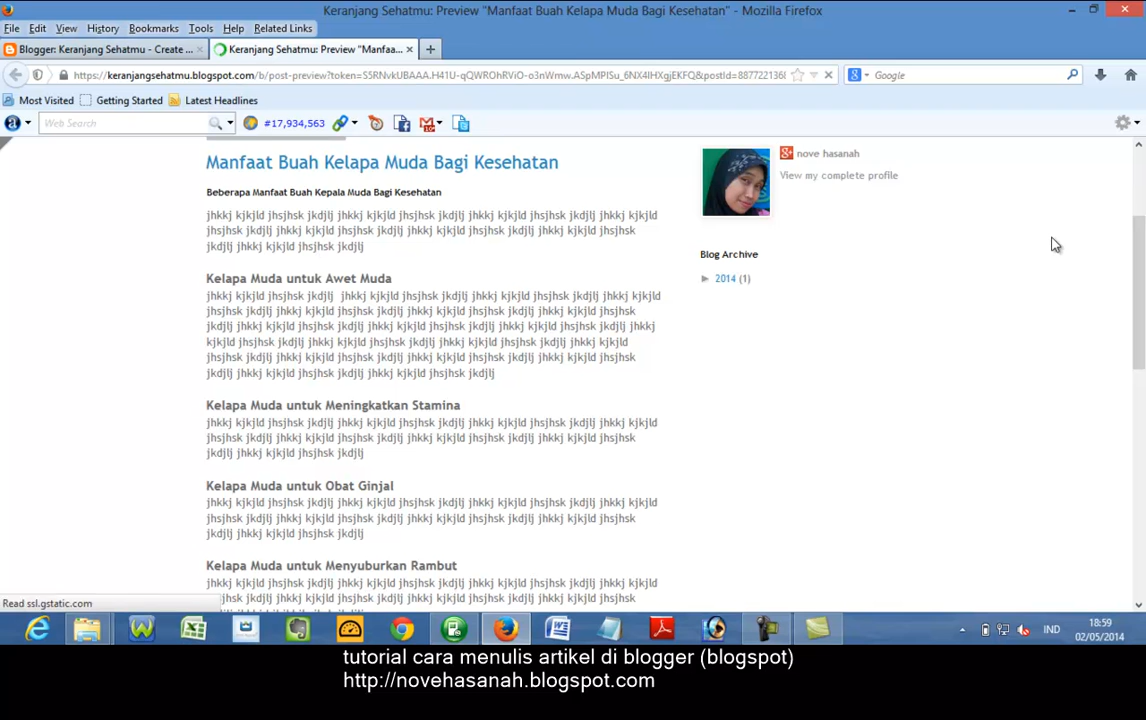 Keranjang Sehatmu: Preview "Manfaat Buah Kelapa Muda Bagi Kesehatan" - Mozilla Firefox
File Edit View History Bookmarks Tools Help Related Links
Blogger: Keranjang Sehatmu - Create ...
Keranjang Sehatmu: Preview "Manfaa...
Google
Most Visited Getting Started Latest Headlines
Web Search #17,934,563
Manfaat Buah Kelapa Muda Bagi Kesehatan
Beberapa Manfaat Buah Kepala Muda Bagi Kesehatan
jhkkj kjkjld jhsjhsk jkdjlj jhkkj kjkjld jhsjhsk jkdjlj jhkkj kjkjld jhsjhsk jkdjlj jhkkj kjkjld
jhsjhsk jkdjlj jhkkj kjkjld jhsjhsk jkdjlj jhkkj kjkjld jhsjhsk jkdjlj jhkkj kjkjld jhsjhsk
jkdjlj jhkkj kjkjld jhsjhsk jkdjlj
Kelapa Muda untuk Awet Muda
jhkkj kjkjld jhsjhsk jkdjlj jhkkj kjkjld jhsjhsk jkdjlj jhkkj kjkjld jhsjhsk jkdjlj jhkkj kjkjld
jhsjhsk jkdjlj jhkkj kjkjld jhsjhsk jkdjlj jhkkj kjkjld jhsjhsk jkdjlj jhkkj kjkjld jhsjhsk
jkdjlj jhkkj kjkjld jhsjhsk jkdjlj jhkkj kjkjld jhsjhsk jkdjlj jhkkj kjkjld jhsjhsk jkdjlj jhkkj
kjkjld jhsjhsk jkdjlj jhkkj kjkjld jhsjhsk jkdjlj jhkkj kjkjld jhsjhsk jkdjlj jhkkj kjkjld
jhsjhsk jkdjlj jhkkj kjkjld jhsjhsk jkdjlj jhkkj kjkjld jhsjhsk jkdjlj jhkkj kjkjld jhsjhsk
jkdjlj jhkkj kjkjld jhsjhsk jkdjlj jhkkj kjkjld jhsjhsk jkdjlj
Kelapa Muda untuk Meningkatkan Stamina
jhkkj kjkjld jhsjhsk jkdjlj jhkkj kjkjld jhsjhsk jkdjlj jhkkj kjkjld jhsjhsk jkdjlj jhkkj kjkjld
jhsjhsk jkdjlj jhkkj kjkjld jhsjhsk jkdjlj jhkkj kjkjld jhsjhsk jkdjlj jhkkj kjkjld jhsjhsk
jkdjlj jhkkj kjkjld jhsjhsk jkdjlj
Kelapa Muda untuk Obat Ginjal
jhkkj kjkjld jhsjhsk jkdjlj jhkkj kjkjld jhsjhsk jkdjlj jhkkj kjkjld jhsjhsk jkdjlj jhkkj kjkjld
jhsjhsk jkdjlj jhkkj kjkjld jhsjhsk jkdjlj jhkkj kjkjld jhsjhsk jkdjlj jhkkj kjkjld jhsjhsk
jkdjlj jhkkj kjkjld jhsjhsk jkdjlj
Kelapa Muda untuk Menyuburkan Rambut
jhkkj kjkjld jhsjhsk jkdjlj jhkkj kjkjld jhsjhsk jkdjlj jhkkj kjkjld jhsjhsk jkdjlj jhkkj kjkjld
jhsjhsk jkdjlj jhkkj kjkjld jhsjhsk jkdjlj jhkkj kjkjld jhsjhsk jkdjlj jhkkj kjkjld jhsjhsk
nove hasanah
View my complete profile
Blog Archive
► 2014 (1)
Read ssl.gstatic.com
IND
18:59
02/05/2014
tutorial cara menulis artikel di blogger (blogspot)
http://novehasanah.blogspot.com